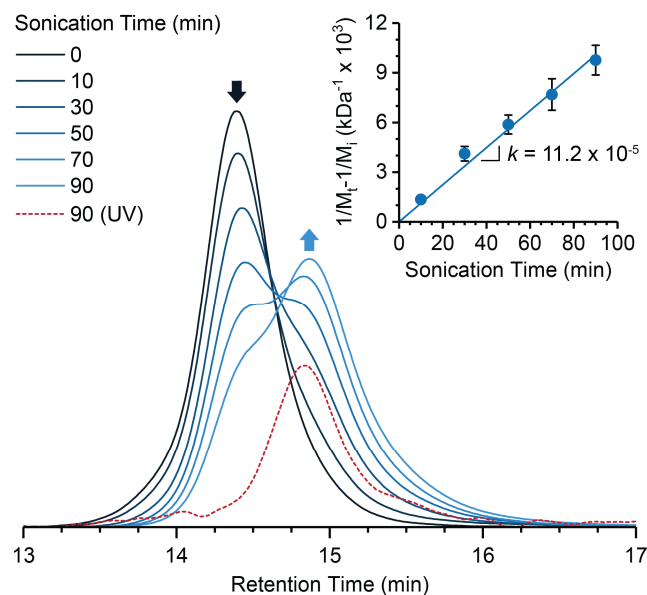 Sonication Time (min)
0
10
30
50
70
90
90 (UV)
12
9
6
3
0
1/Mt-1/Mi (kDa-1 x 103)
k = 11.2 x 10-5
0 20 40 60 80 100
Sonication Time (min)
13 14 15 16 17
Retention Time (min)